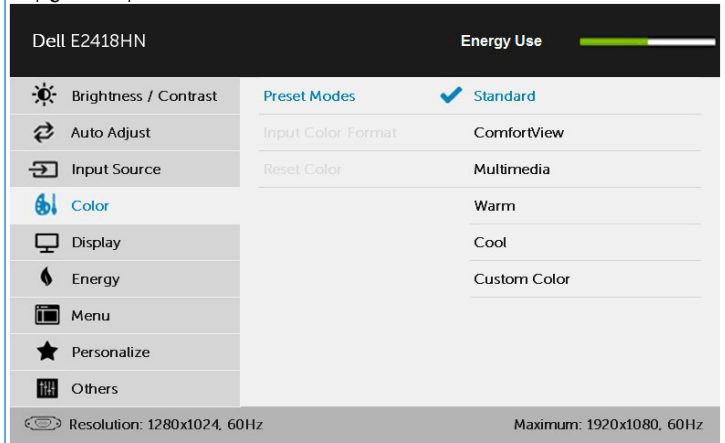 Dell E2418HN Energy Use
Brightness / Contrast Preset Modes Standard
Auto Adjust Input Color Format ComfortView
Input Source Reset Color Multimedia
Color Warm
Display Cool
Energy Custom Color
Menu
Personalize
Others
Resolution: 1280x1024, 60Hz Maximum: 1920x1080, 60Hz